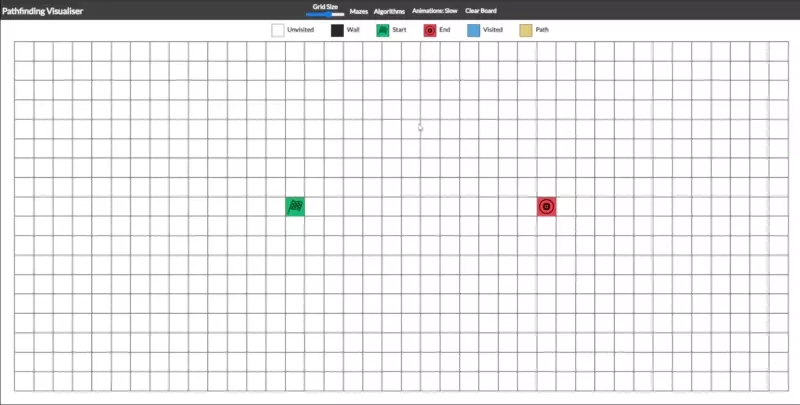 Pathfinding Visualiser
Grid Size
Mazes
Algorithms
Animations: Slow
Clear Board
Unvisited
Wall
Start
End
Visited
Path